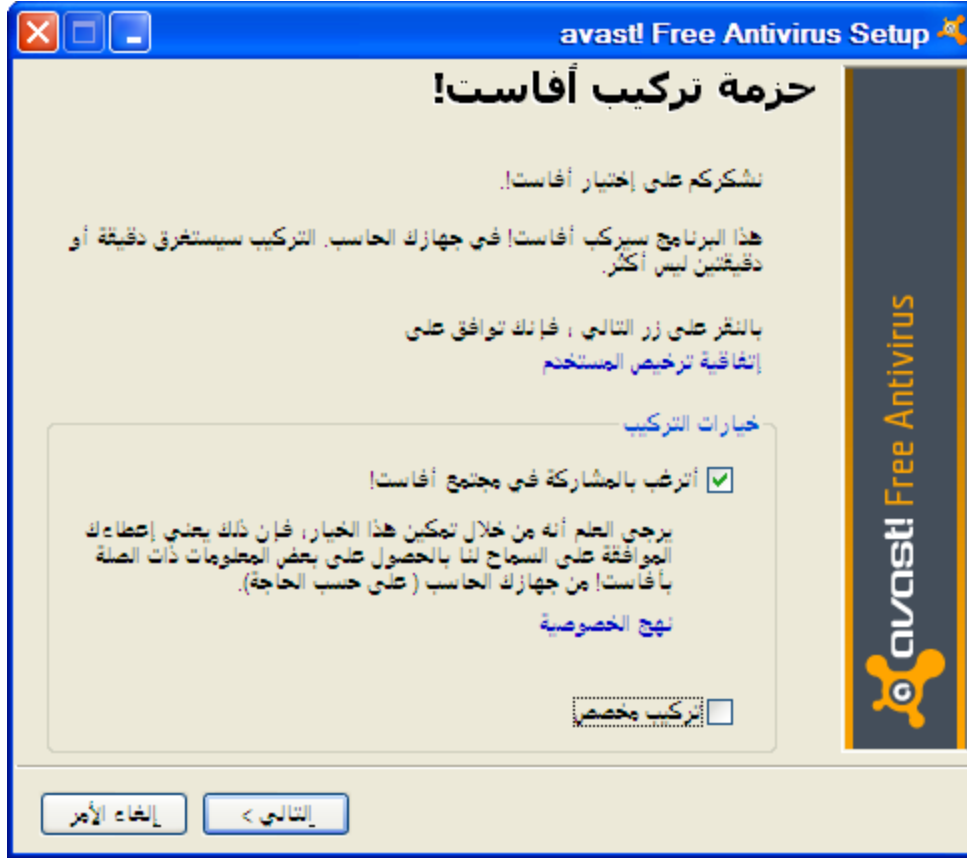 avast! Free Antivirus Setup
حزمة تركيب أفاست!
نشكركم على إختيار أفاست!.
هذا البرنامج سيركب أفاست! في جهازك الحاسب. التركيب سيستغرق دقيقة أو
دقيقتين ليس أكثر.
بالنقر على زر التالي ، فإنك توافق على
إتفاقية ترخيص المستخدم
خيارات التركيب
أترغب بالمشاركة في مجتمع أفاست!
يرجى العلم أنه من خلال تمكين هذا الخيار، فإن ذلك يعني إعطاءك
الموافقة على السماح لنا بالحصول على بعض المعلومات ذات الصلة
بأفاست! من جهازك الحاسب ( على حسب الحاجة).
نهج الخصوصية
تركيب مخصص
التالي >
إلغاء الأمر
avast! Free Antivirus